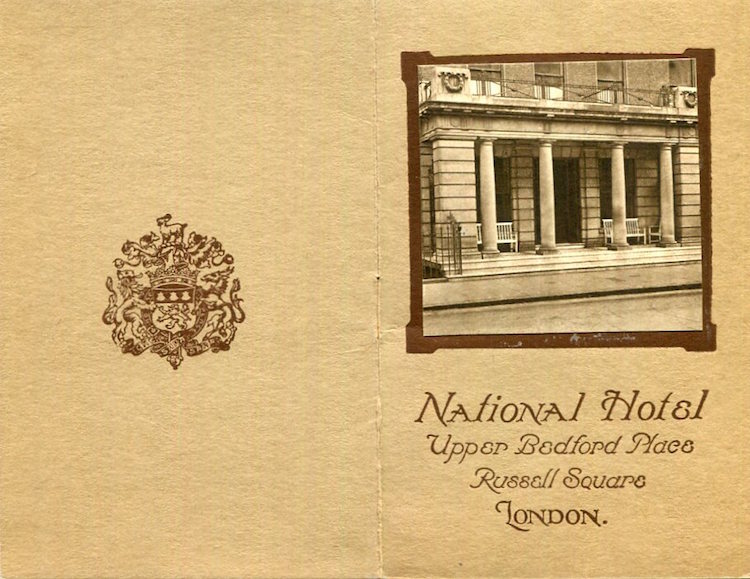 National Hotel
Upper Bedford Place
Russell Square
London.